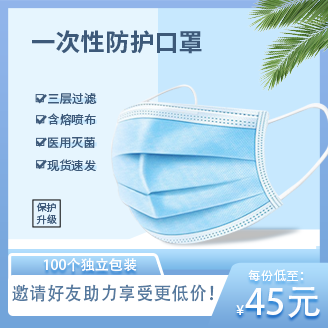 一次性防护口罩
三层过滤
含熔喷布
医用灭菌
现货速发
保护
升级
100个独立包装
每份低至：
邀请好友助力享受更低价！
¥45元